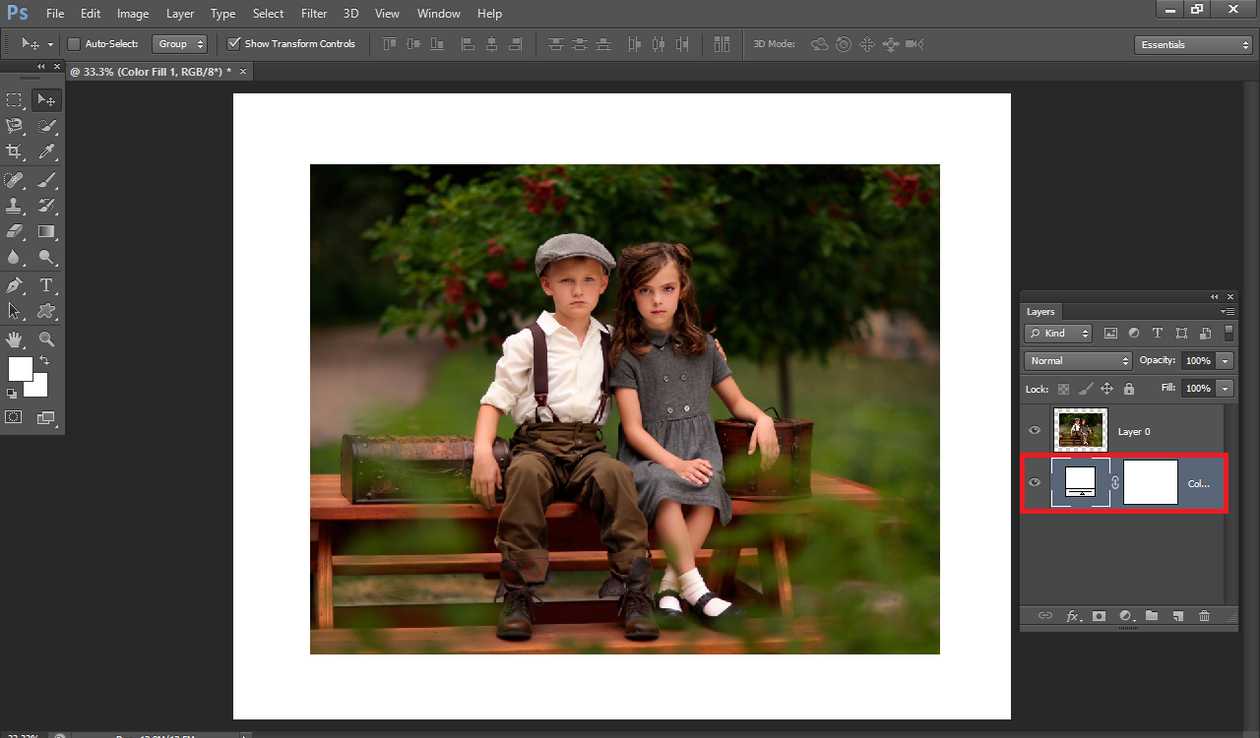 Ps File Edit Image Layer Type Select Filter 3D View Window Help
Auto-Select: Group Show Transform Controls 3D Mode: Essentials
@ 33.3% (Color Fill 1, RGB/8*) * ×
T
Layers
Kind T
Normal Opacity: 100%
Lock: Fill: 100%
Layer 0
Col...
fx